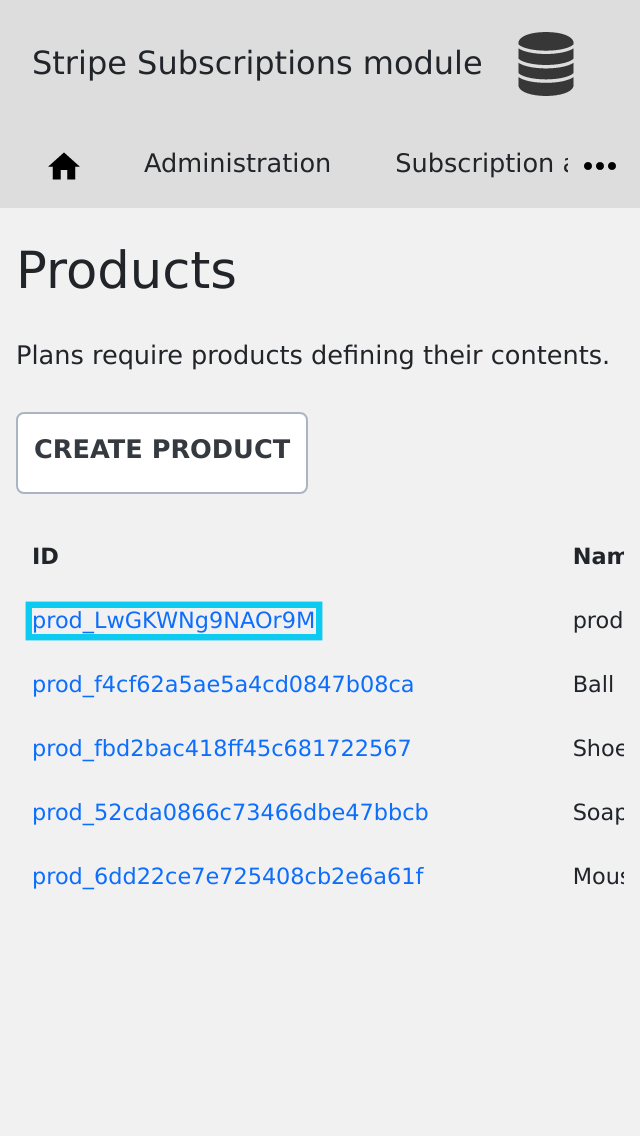 Stripe Subscriptions module
Administration Subscription
Products
Plans require products defining their contents.
CREATE PRODUCT
ID Nam
prod_LwGKWNg9NAOr9M prod
prod_f4cf62a5ae5a4cd0847b08ca Ball
prod_fbd2bac418ff45c681722567 Shoe
prod_52cda0866c73466dbe47bbcb Soap
prod_6dd22ce7e725408cb2e6a61f Mous